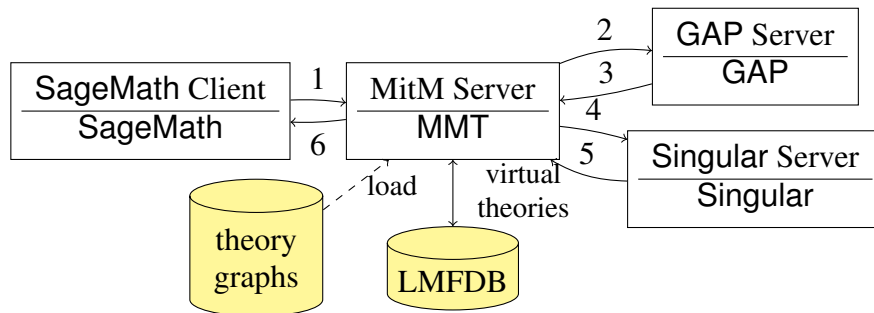 SageMath Client
SageMath
1
6
MitM Server
MMT
2
3
4
5
GAP Server
GAP
Singular Server
Singular
load
virtual
theories
theory
graphs
LMFDB